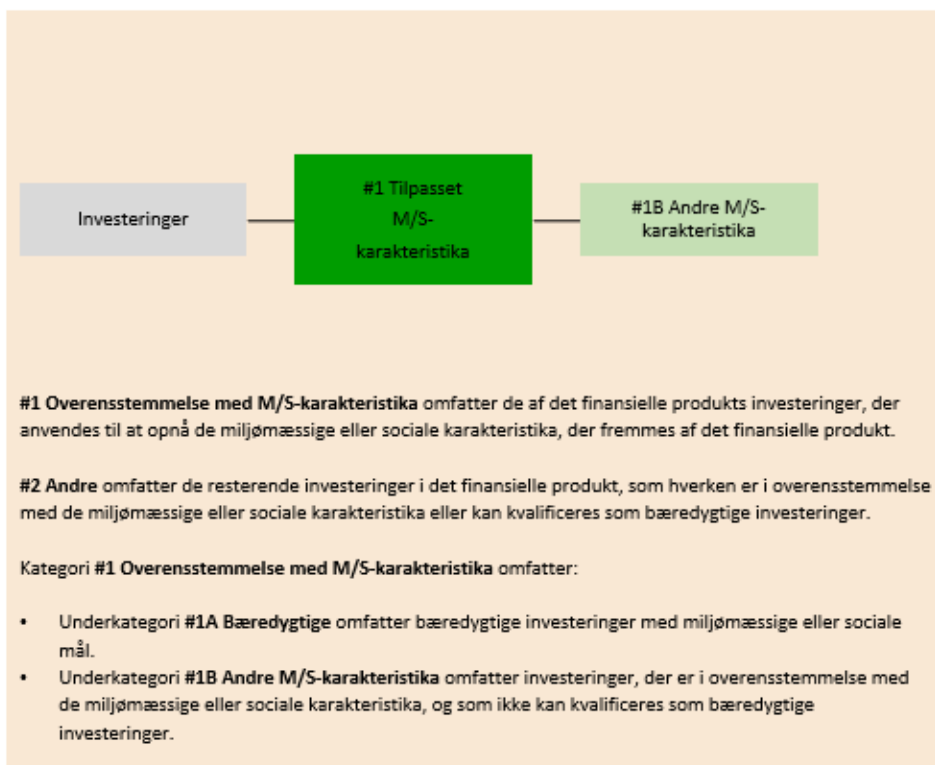 Investeringer
#1 Tilpasset
M/S-
karakteristika
#1B Andre M/S-
karakteristika
#1 Overensstemmelse med M/S-karakteristika omfatter de af det finansielle produkts investeringer, der
anvendes til at opnå de miljømæssige eller sociale karakteristika, der fremmes af det finansielle produkt.
#2 Andre omfatter de resterende investeringer i det finansielle produkt, som hverken er i overensstemmelse
med de miljømæssige eller sociale karakteristika eller kan kvalificeres som bæredygtige investeringer.
Kategori #1 Overensstemmelse med M/S-karakteristika omfatter:
• Underkategori #1A Bæredygtige omfatter bæredygtige investeringer med miljømæssige eller sociale
mål.
• Underkategori #1B Andre M/S-karakteristika omfatter investeringer, der er i overensstemmelse med
de miljømæssige eller sociale karakteristika, og som ikke kan kvalificeres som bæredygtige
investeringer.